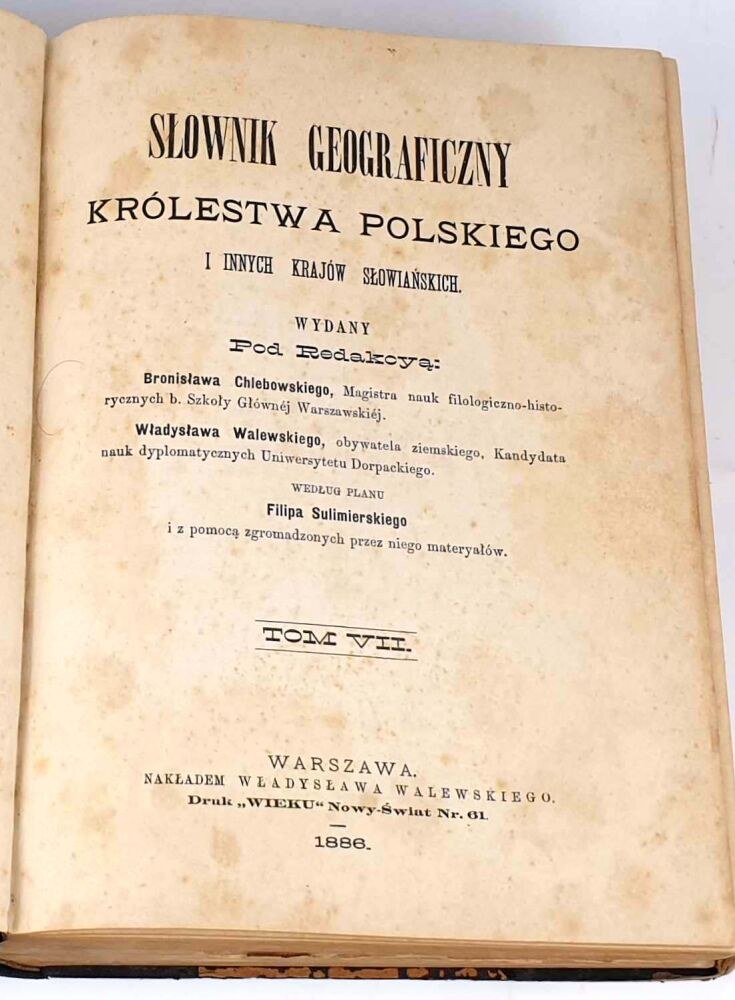 SŁOWNIK GEOGRAFICZNY
KRÓLESTWA POLSKIEGO
I INNYCH KRAJÓW SŁOWIAŃSKICH.
WYDANY
Pod Redakcyą:
Bronisława Chlebowskiego, Magistra nauk filologiczno-histo-
rycznych b. Szkoły Głównéj Warszawskiéj.
Władysława Walewskiego, obywatela ziemskiego, Kandydata
nauk dyplomatycznych Uniwersytetu Dorpackiego.
WEDŁUG PLANU
Filipa Sulimierskiego
i z pomocą zgromadzonych przez niego materyałów.
TOM VII.
WARSZAWA.
NAKŁADEM WŁADYSŁAWA WALEWSKIEGO.
Druk „WIEKU“ Nowy-Świat Nr. 61.
1886.